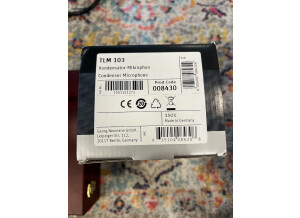 TLM 103
Kondensator-Mikrophon
Condenser Microphone
Prod Code
008430
Georg Neumann GmbH,
Leipziger Str. 112,
10117 Berlin, Germany
Made in Germany